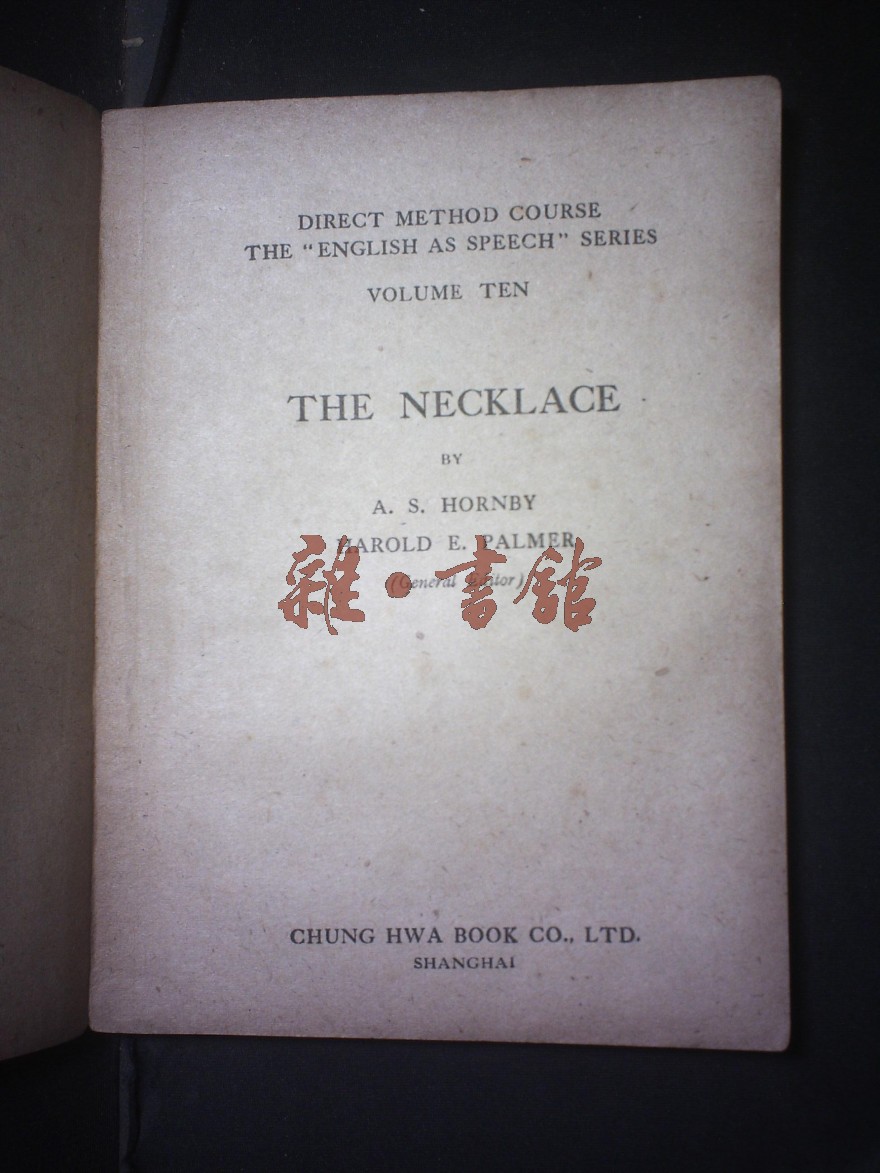 DIRECT METHOD COURSE
THE "ENGLISH AS SPEECH" SERIES
VOLUME TEN
THE NECKLACE
BY
A. S. HORNBY
HAROLD E. PALMER
(General Editor)
雜·書館
CHUNG HWA BOOK CO., LTD.
SHANGHAI